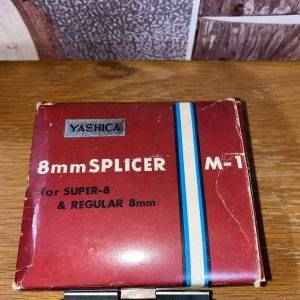 YASHICA
8mm SPLICER M-1
for SUPER-8
& REGULAR 8mm